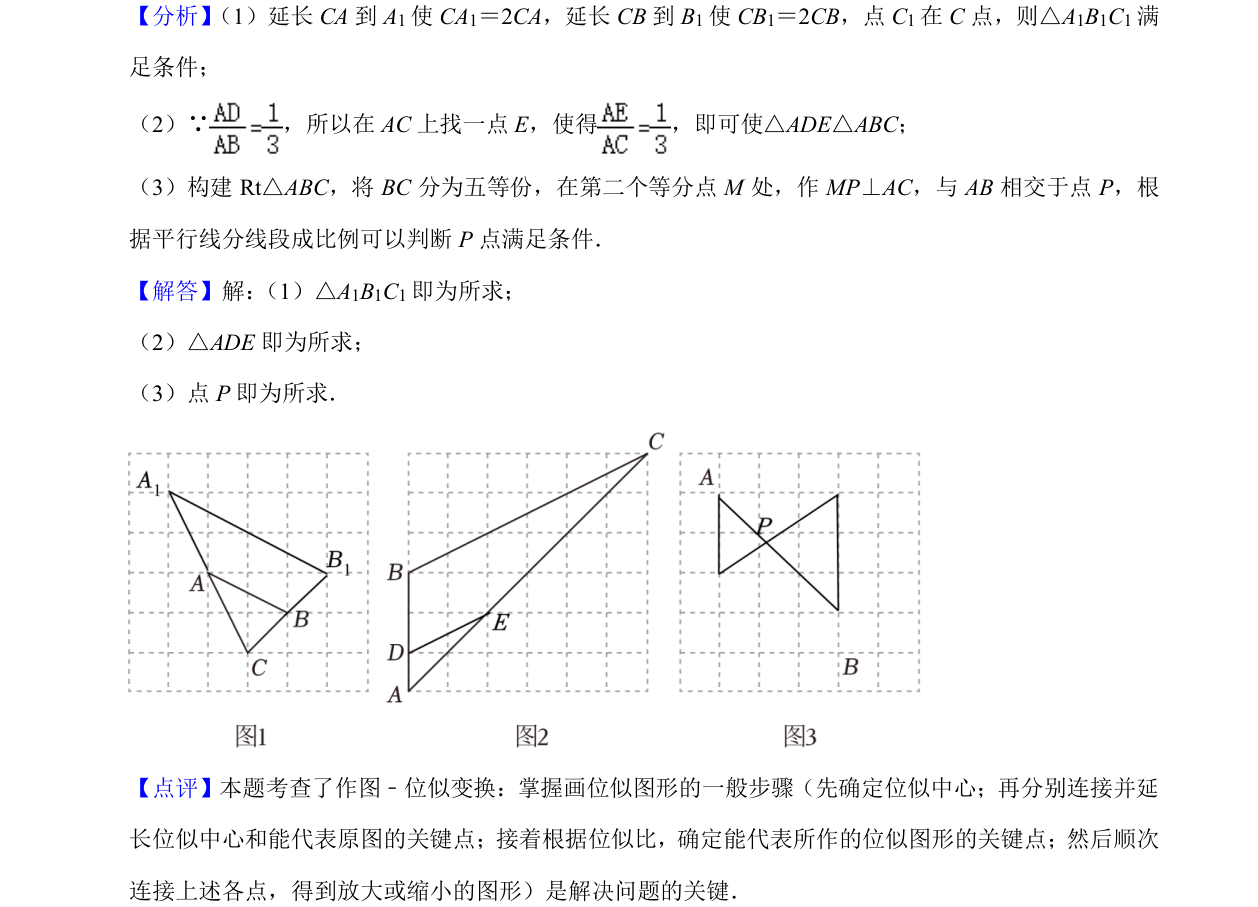 【分析】（1）延长 CA 到 A₁ 使 CA₁＝2CA，延长 CB 到 B₁ 使 CB₁＝2CB，点 C₁ 在 C 点，则△A₁B₁C₁ 满
足条件；
（2）∵AD/AB=1/3，所以在 AC 上找一点 E，使得AE/AC=1/3，即可使△ADE△ABC；
（3）构建 Rt△ABC，将 BC 分为五等份，在第二个等分点 M 处，作 MP⊥AC，与 AB 相交于点 P，根
据平行线分线段成比例可以判断 P 点满足条件．
【解答】解：（1）△A₁B₁C₁ 即为所求；
（2）△ADE 即为所求；
（3）点 P 即为所求．
A₁
A
B₁
B
C
图1
C
B
E
D
A
图2
A
P
B
图3
【点评】本题考查了作图﹣位似变换：掌握画位似图形的一般步骤（先确定位似中心；再分别连接并延
长位似中心和能代表原图的关键点；接着根据位似比，确定能代表所作的位似图形的关键点；然后顺次
连接上述各点，得到放大或缩小的图形）是解决问题的关键．